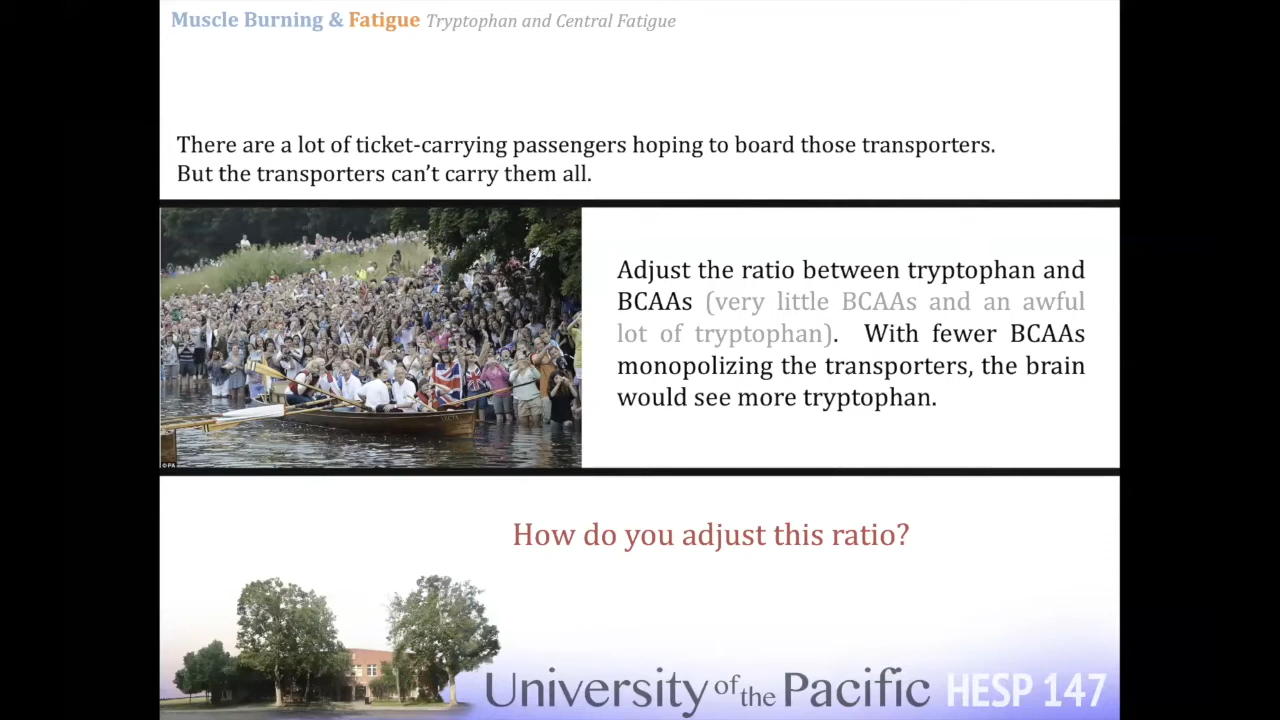 Muscle Burning & Fatigue Tryptophan and Central Fatigue
There are a lot of ticket-carrying passengers hoping to board those transporters.
But the transporters can’t carry them all.
Adjust the ratio between tryptophan and
BCAAs (very little BCAAs and an awful
lot of tryptophan). With fewer BCAAs
monopolizing the transporters, the brain
would see more tryptophan.
© PA
How do you adjust this ratio?
University of the Pacific HESP 147